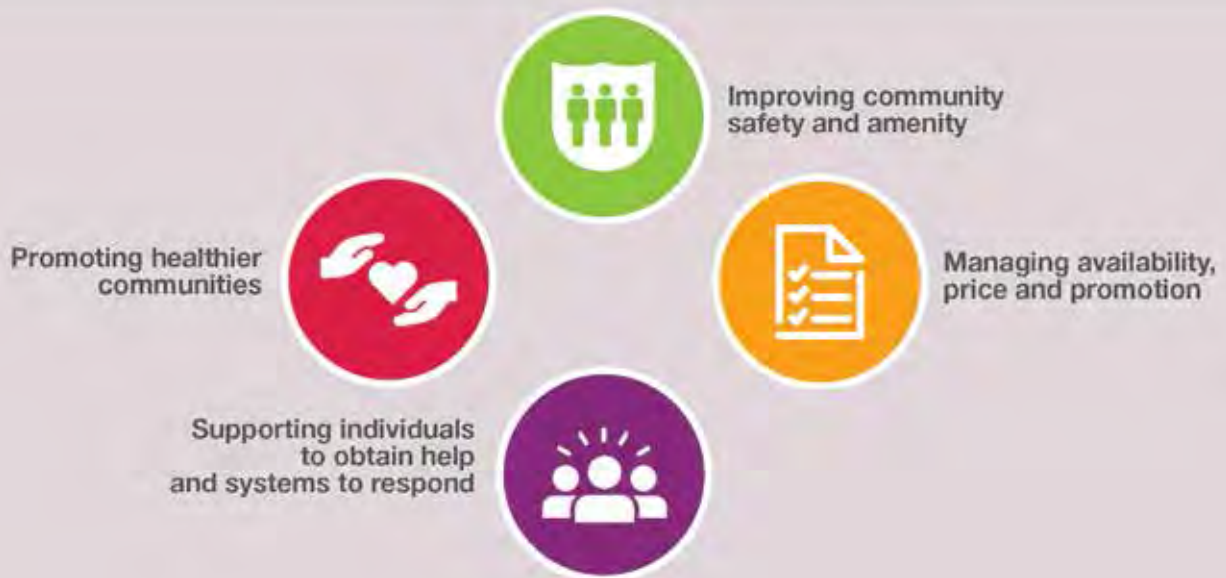 Improving community
safety and amenity
Promoting healthier
communities
Managing availability,
price and promotion
Supporting individuals
to obtain help
and systems to respond